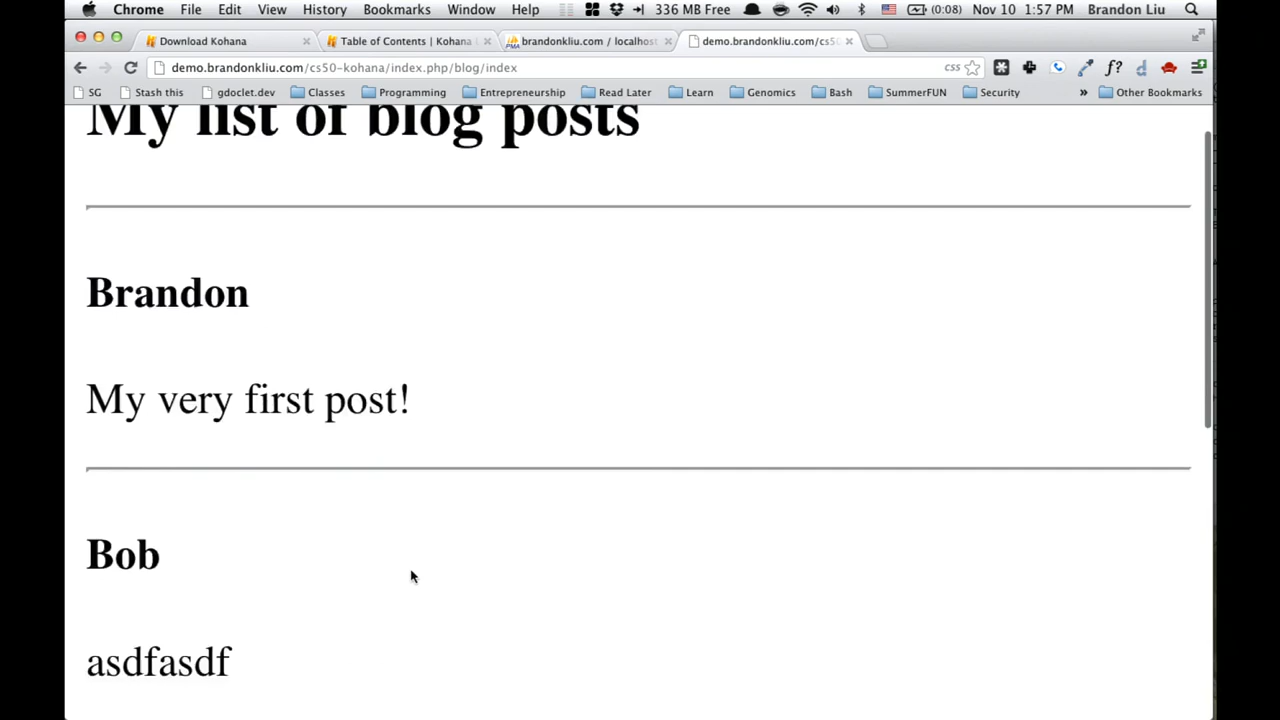 Chrome File Edit View History Bookmarks Window Help 336 MB Free (0:08) Nov 10 1:57 PM Brandon Liu
Download Kohana Table of Contents | Kohana brandonkliu.com / localhost demo.brandonkliu.com/cs50
demo.brandonkliu.com/cs50-kohana/index.php/blog/index css f?
SG Stash this gdoclet.dev Classes Programming Entrepreneurship Read Later Learn Genomics Bash SummerFUN Security » Other Bookmarks
My list of blog posts
Brandon
My very first post!
Bob
asdfasdf